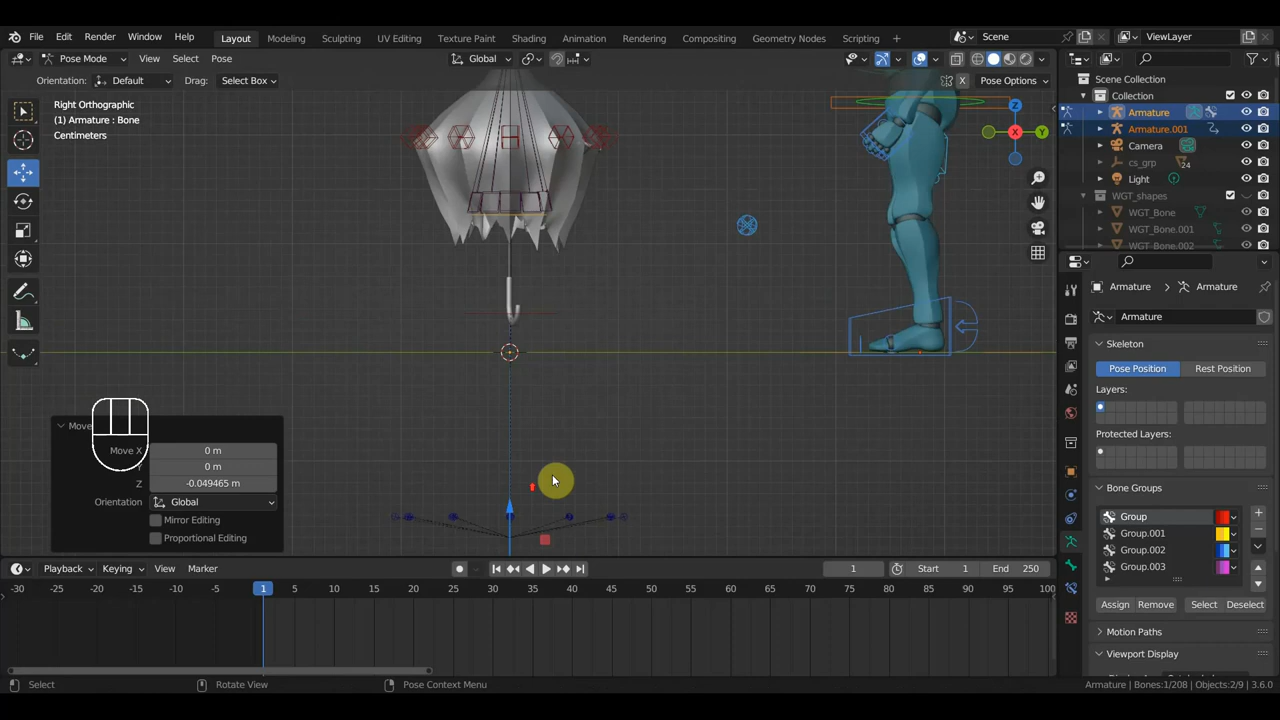 File Edit Render Window Help Layout Modeling Sculpting UV Editing Texture Paint Shading Animation Rendering Compositing Geometry Nodes Scripting + Scene ViewLayer
Pose Mode View Select Pose Global
Orientation: Default Drag: Select Box X Pose Options
Scene Collection
Collection
Armature
Armature.001
Camera
cs_grp 24
Light
WGT_shapes
WGT_Bone
WGT_Bone.001
WGT_Bone.002
Right Orthographic
(1) Armature : Bone
Centimeters
Z
Y
X
Armature > Armature
Armature
Skeleton
Pose Position Rest Position
Layers:
Protected Layers:
Bone Groups
Group
Group.001
Group.002
Group.003
Assign Remove Select Deselect
Motion Paths
Viewport Display
Move
Move X 0 m
Y 0 m
Z -0.049465 m
Orientation Global
Mirror Editing
Proportional Editing
Playback Keying View Marker 1 Start 1 End 250
-30 -25 -20 -15 -10 -5 1 5 10 15 20 25 30 35 40 45 50 55 60 65 70 75 80 85 90 95 100
Select Rotate View Pose Context Menu Armature | Bones:1/208 | Objects:2/9 | 3.6.0